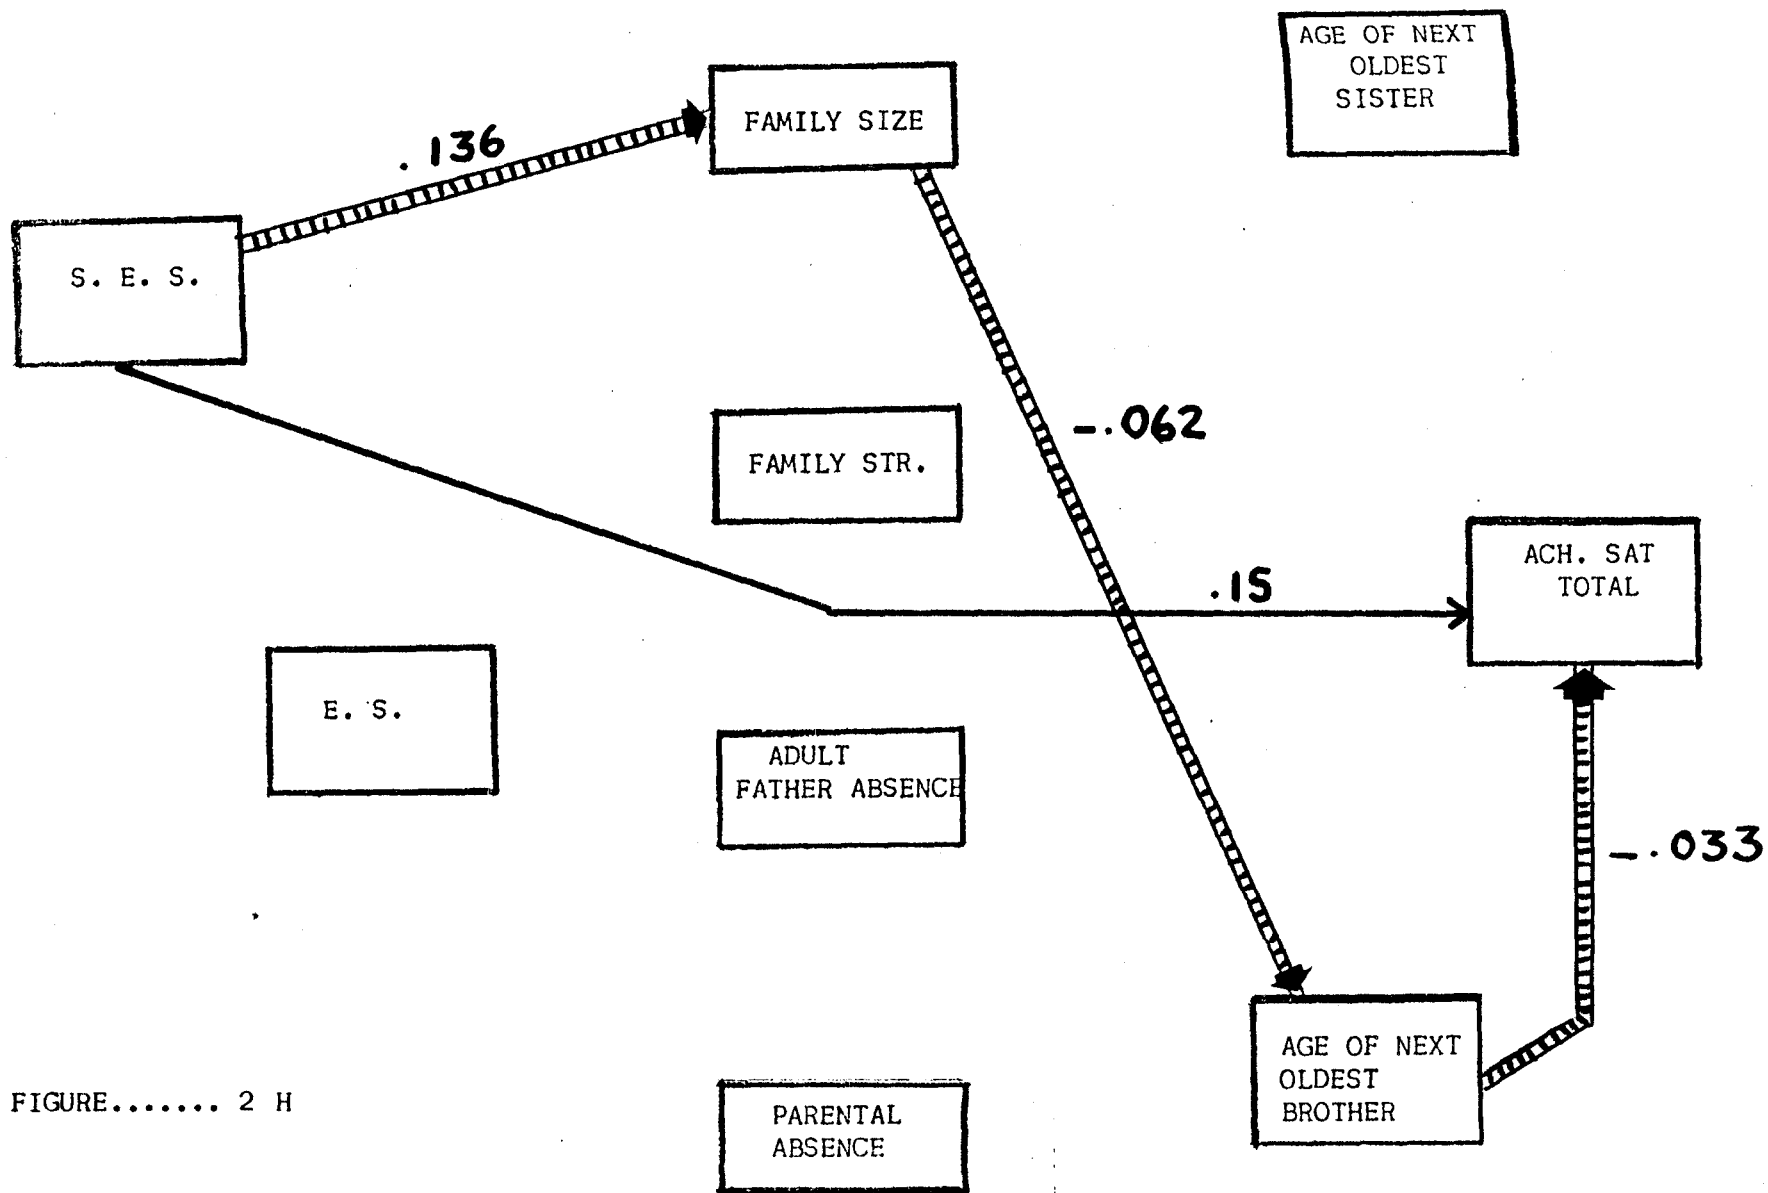 AGE OF NEXT
OLDEST
SISTER
FAMILY SIZE
.136
S. E. S.
-.062
FAMILY STR.
ACH. SAT
TOTAL
.15
E. S.
ADULT
FATHER ABSENCE
-.033
AGE OF NEXT
OLDEST
BROTHER
FIGURE....... 2 H
PARENTAL
ABSENCE